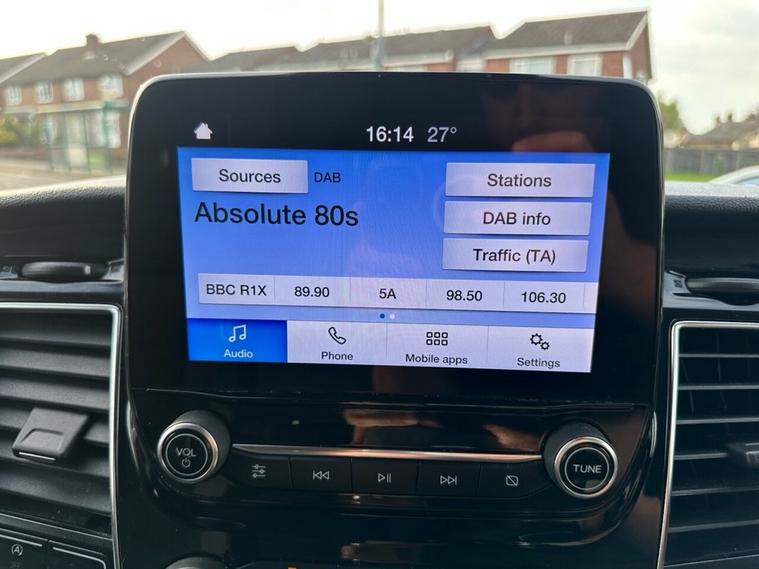 16:14 27°
Sources DAB
Stations
Absolute 80s
DAB info
Traffic (TA)
BBC R1X 89.90 5A 98.50 106.30
Audio Phone Mobile apps Settings
VOL
TUNE